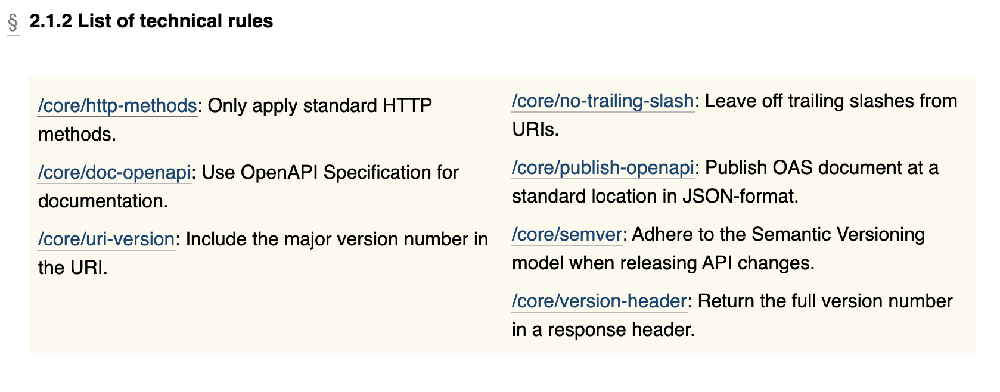 § 2.1.2 List of technical rules
/core/http-methods: Only apply standard HTTP
methods.
/core/doc-openapi: Use OpenAPI Specification for
documentation.
/core/uri-version: Include the major version number in
the URI.
/core/no-trailing-slash: Leave off trailing slashes from
URIs.
/core/publish-openapi: Publish OAS document at a
standard location in JSON-format.
/core/semver: Adhere to the Semantic Versioning
model when releasing API changes.
/core/version-header: Return the full version number
in a response header.